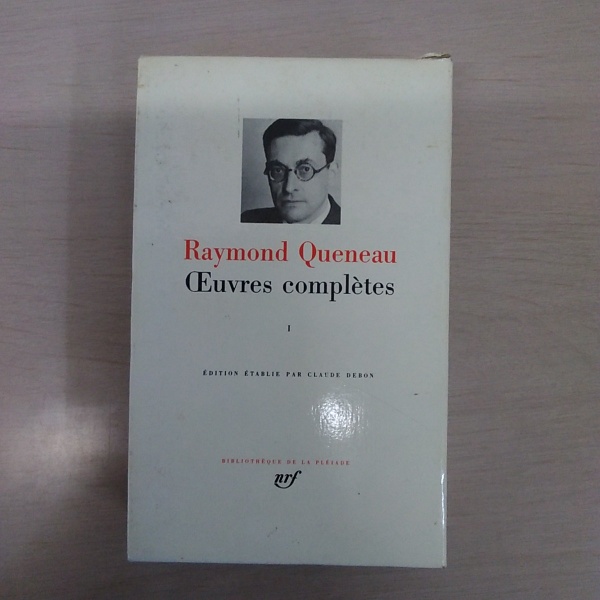 Raymond Queneau
Œuvres complètes
I
ÉDITION ÉTABLIE PAR CLAUDE DEBON
BIBLIOTHÈQUE DE LA PLÉIADE
nrf